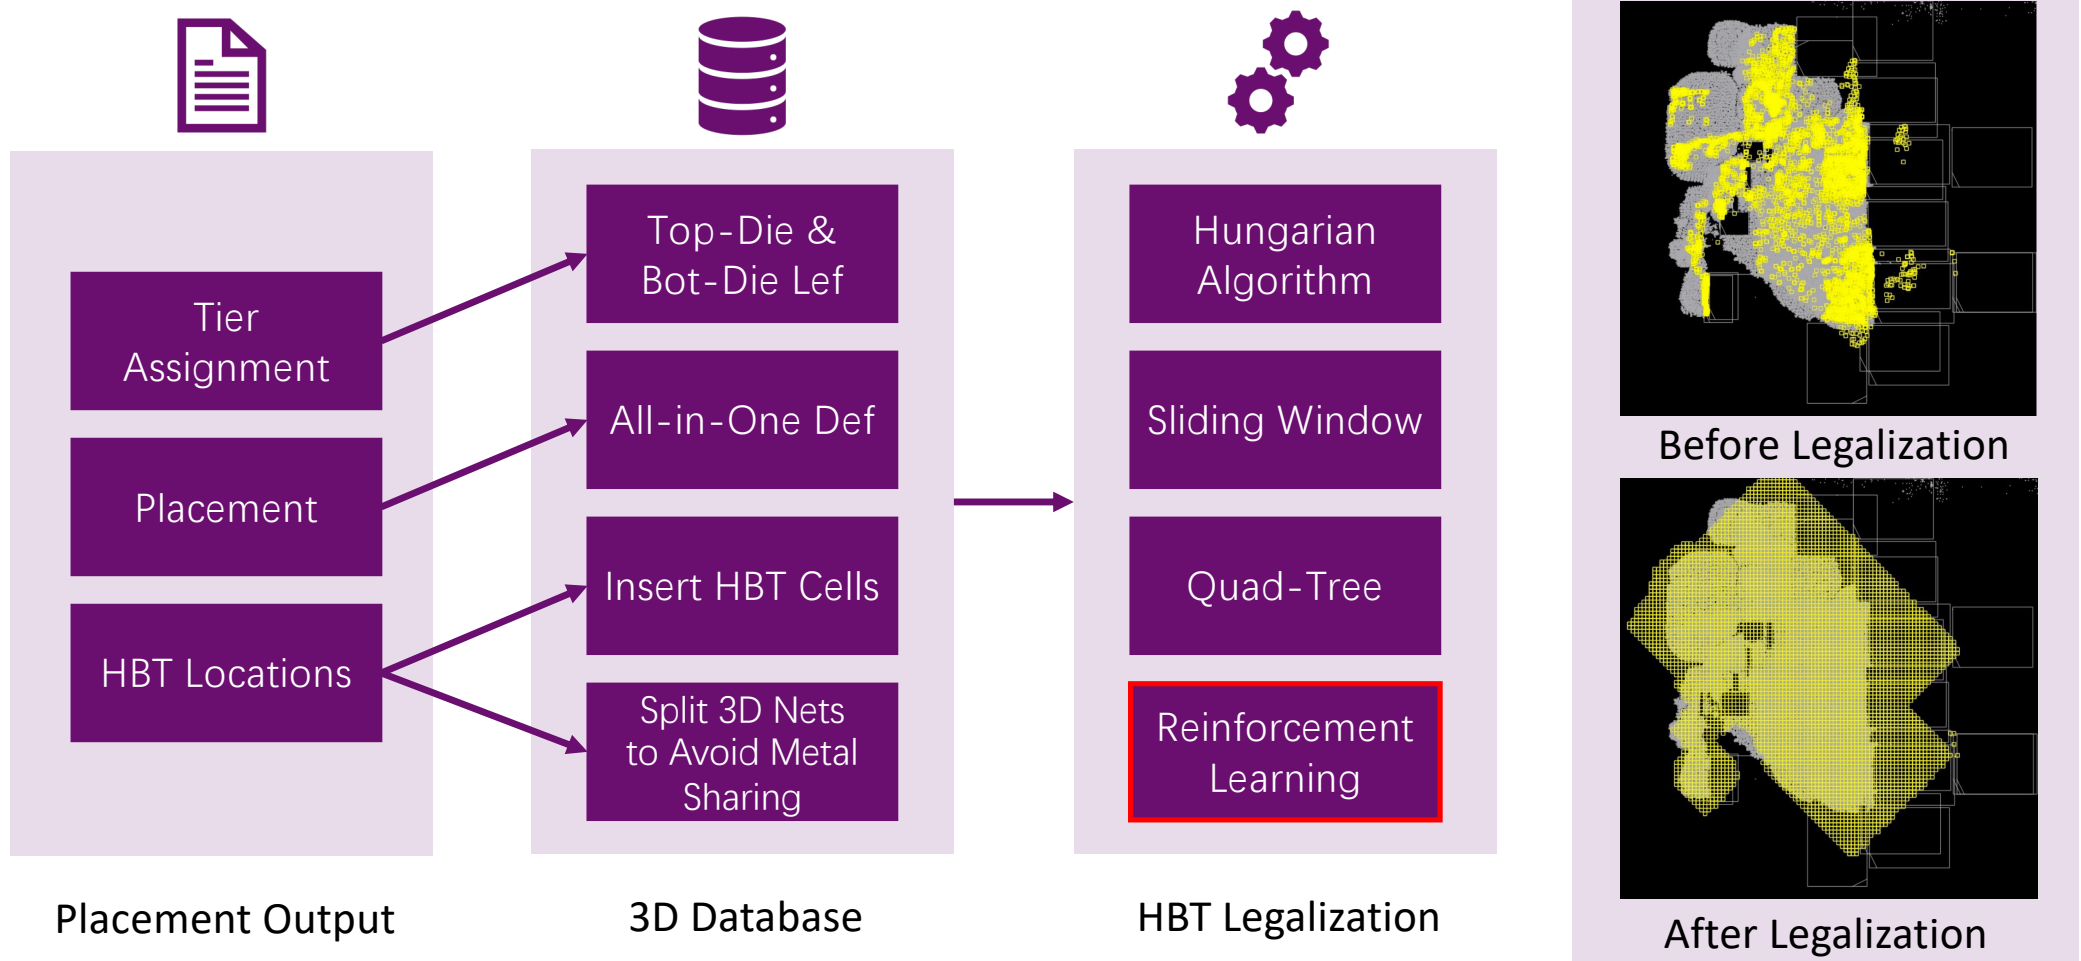 Tier
Assignment
Placement
HBT Locations
Placement Output
Top-Die &
Bot-Die Lef
All-in-One Def
Insert HBT Cells
Split 3D Nets
to Avoid Metal
Sharing
3D Database
Hungarian
Algorithm
Sliding Window
Quad-Tree
Reinforcement
Learning
HBT Legalization
Before Legalization
After Legalization